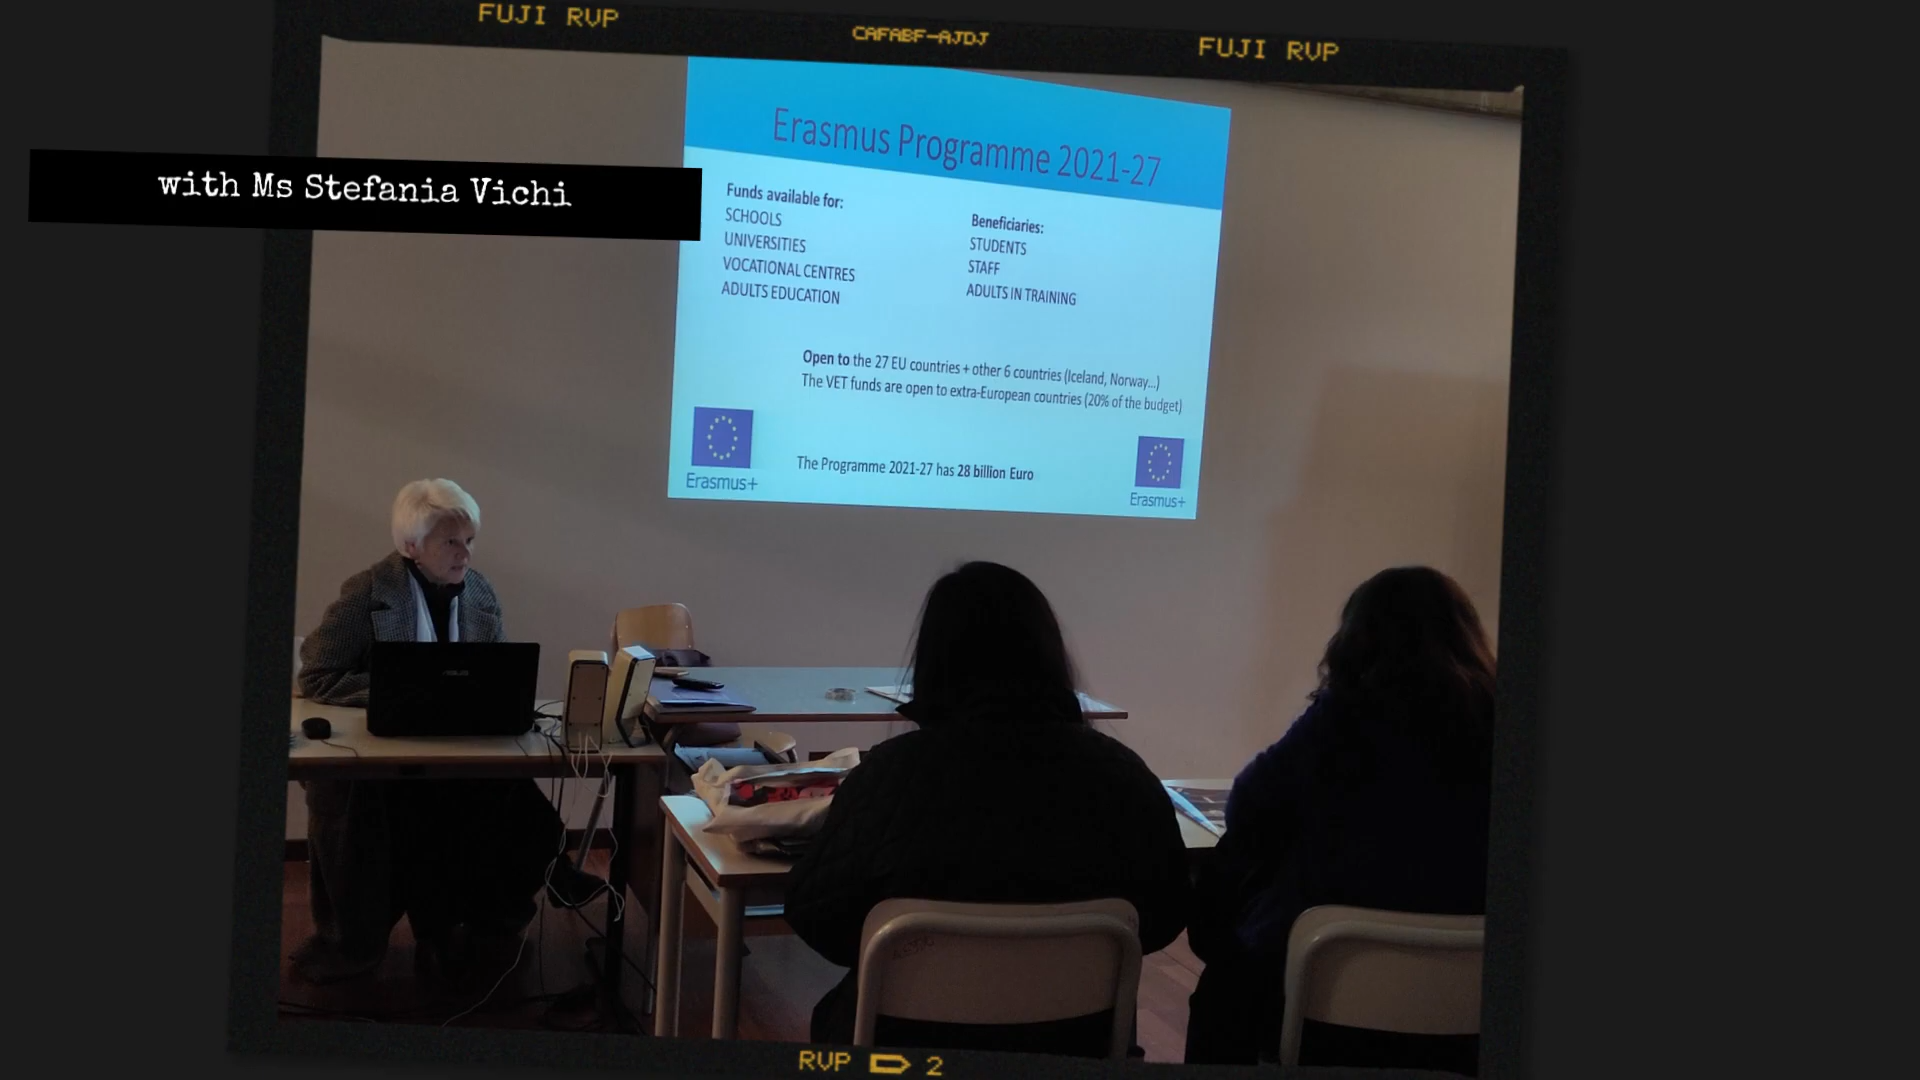 FUJI RVP
CAFABF-AJDJ
FUJI RVP
with Ms Stefania Vichi
Erasmus Programme 2021-27
Funds available for:
SCHOOLS
UNIVERSITIES
VOCATIONAL CENTRES
ADULTS EDUCATION
Beneficiaries:
STUDENTS
STAFF
ADULTS IN TRAINING
Open to the 27 EU countries + other 6 countries (Iceland, Norway...)
The VET funds are open to extra-European countries (20% of the budget)
The Programme 2021-27 has 28 billion Euro
Erasmus+
Erasmus+
ASUS
RVP 2